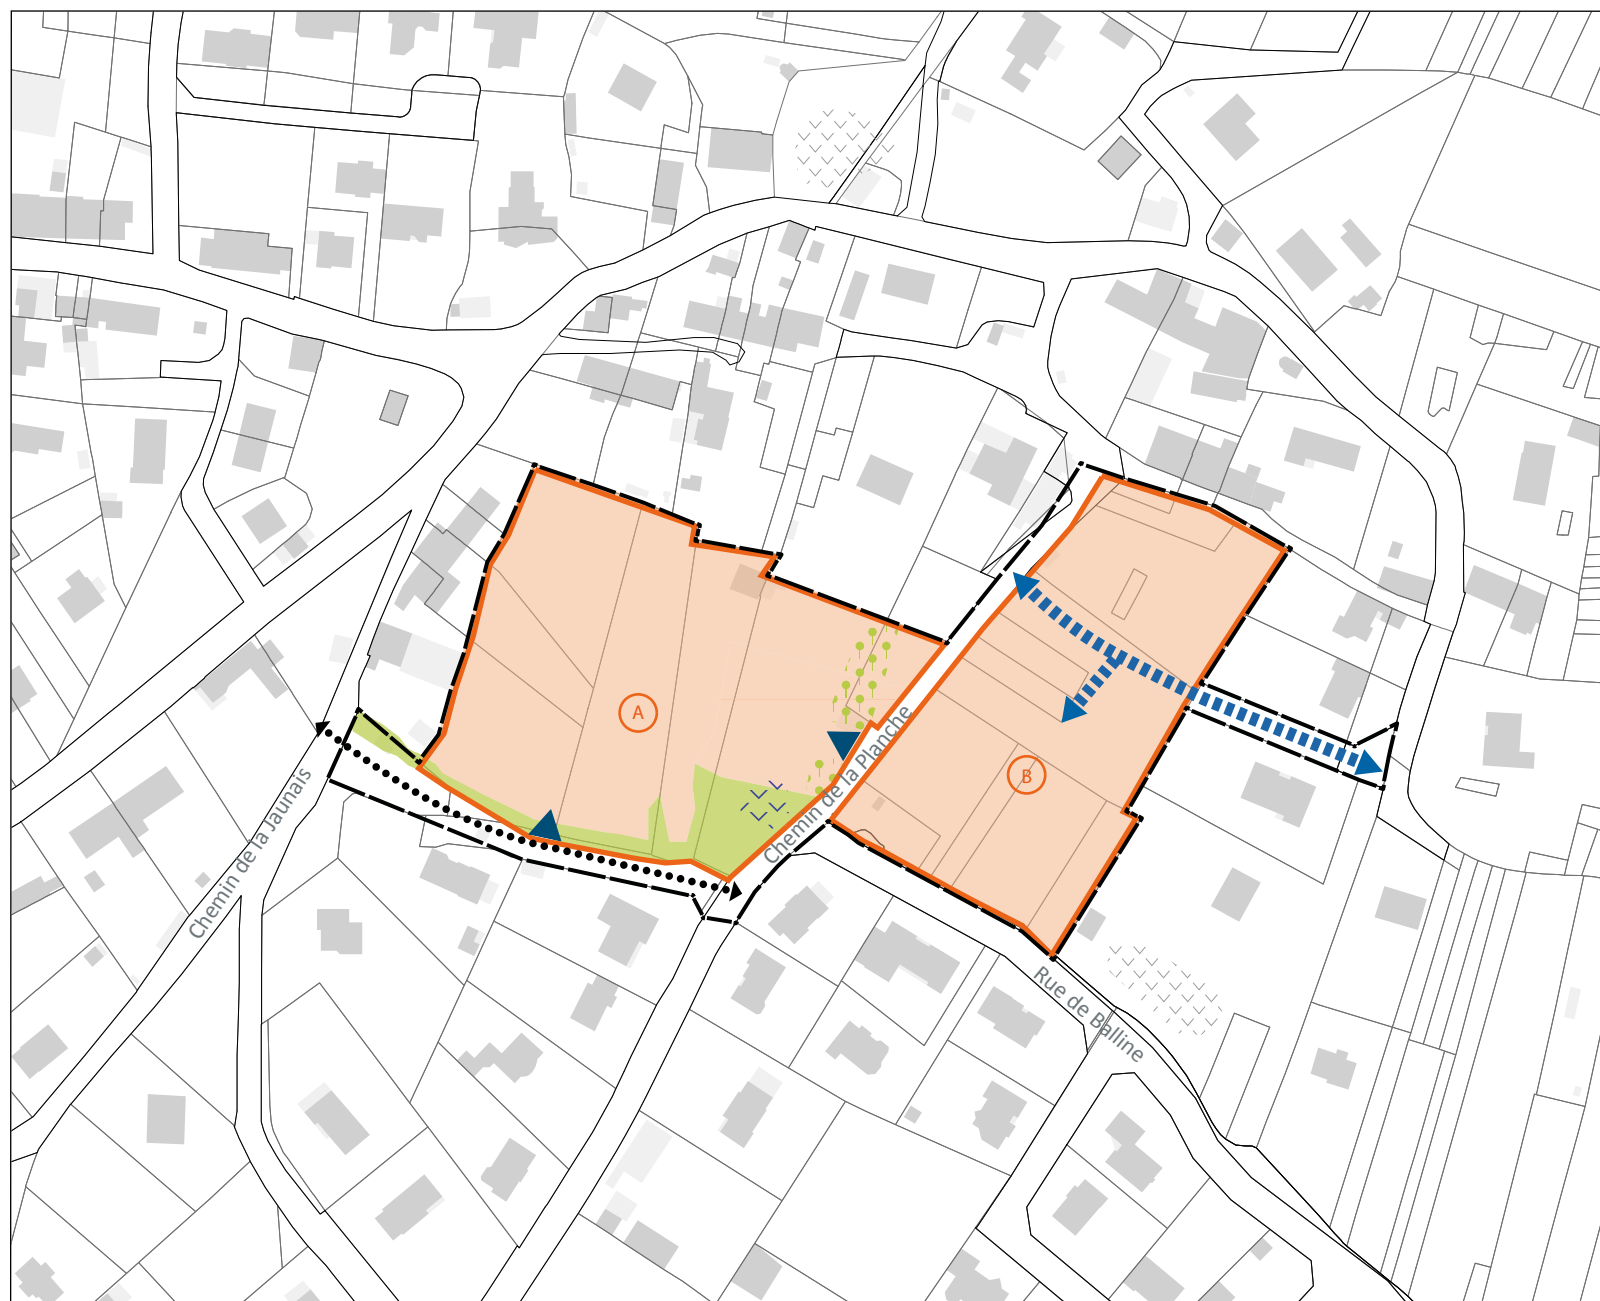 A
Chemin de la Planche
B
Chemin de la Jaunais
Rue de Balline